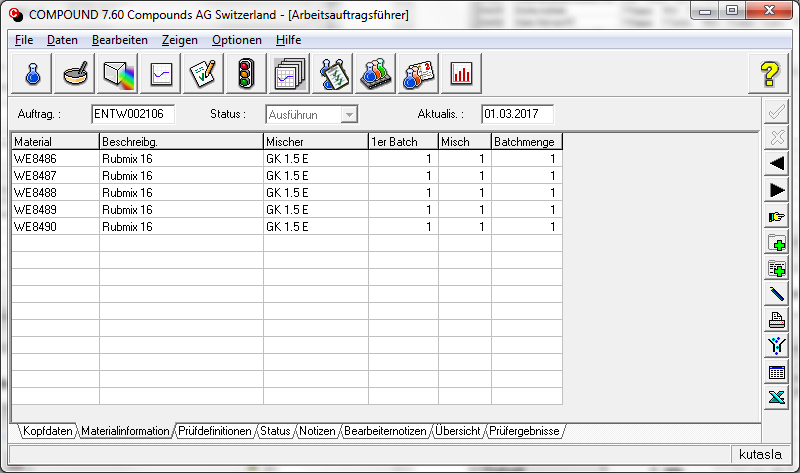 COMPOUND 7.60 Compounds AG Switzerland - [Arbeitsauftragsführer]
File Daten Bearbeiten Zeigen Optionen Hilfe
Auftrag. : ENTW002106 Status : Ausführun Aktualis. : 01.03.2017
Material Beschreibg. Mischer 1er Batch Misch Batchmenge
WE8486 Rubmix 16 GK 1.5 E 1 1 1
WE8487 Rubmix 16 GK 1.5 E 1 1 1
WE8488 Rubmix 16 GK 1.5 E 1 1 1
WE8489 Rubmix 16 GK 1.5 E 1 1 1
WE8490 Rubmix 16 GK 1.5 E 1 1 1
Kopfdaten Materialinformation Prüfdefinitionen Status Notizen Bearbeiternotizen Übersicht Prüfergebnisse
kutasla